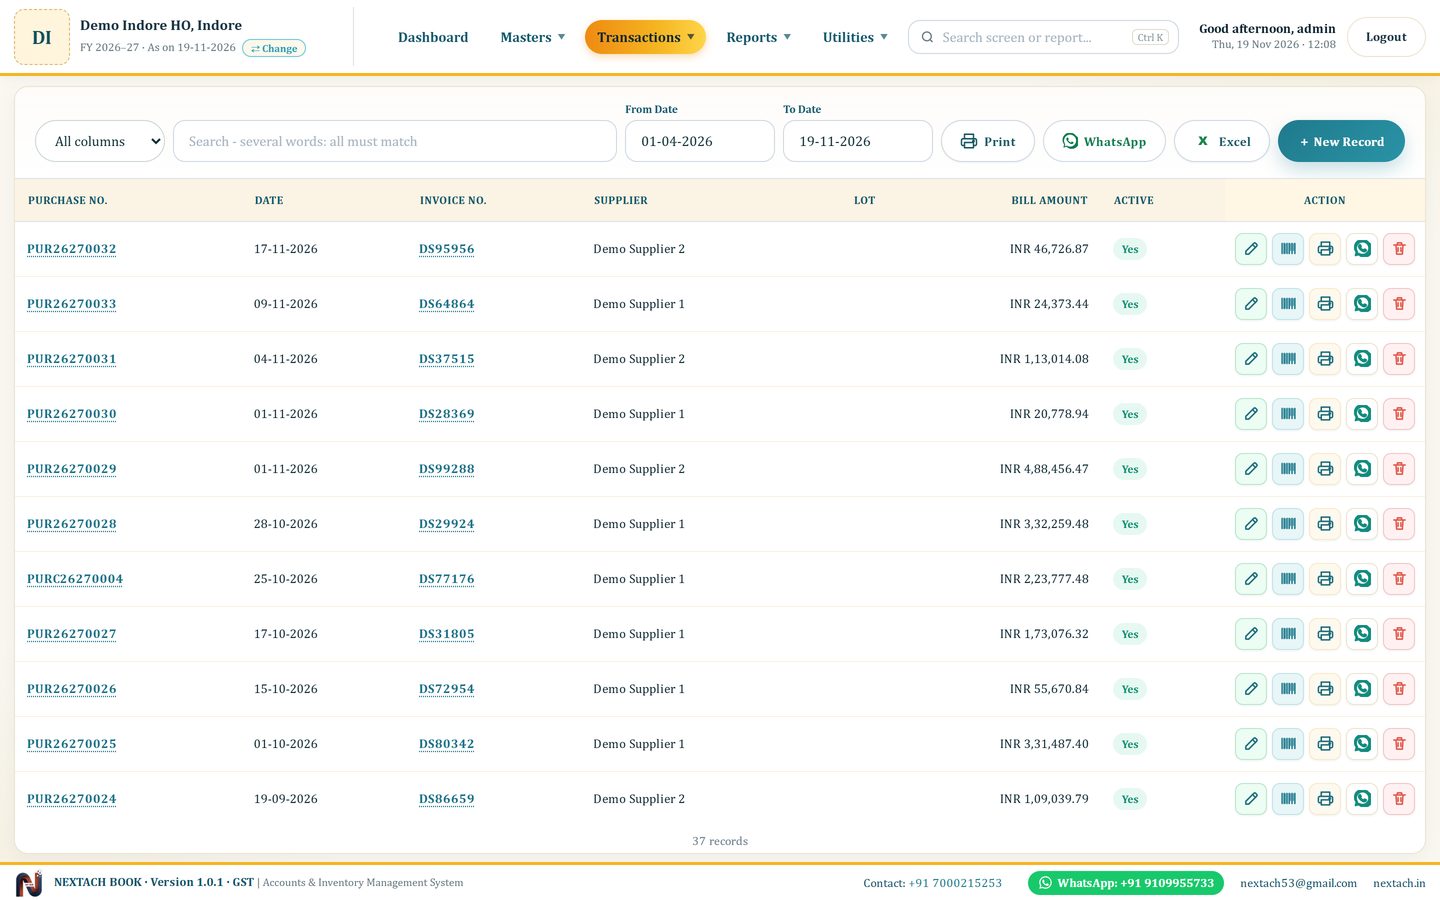 DI
Demo Indore HO, Indore
FY 2026-27 · As on 19-11-2026 ⇄ Change
Dashboard Masters ▼ Transactions ▼ Reports ▼ Utilities ▼
Search screen or report... Ctrl K
Good afternoon, admin
Thu, 19 Nov 2026 · 12:08
Logout
From Date To Date
All columns Search - several words: all must match 01-04-2026 19-11-2026 Print WhatsApp X Excel + New Record
PURCHASE NO. DATE INVOICE NO. SUPPLIER LOT BILL AMOUNT ACTIVE ACTION
PUR26270032 17-11-2026 DS95956 Demo Supplier 2 INR 46,726.87 Yes
PUR26270033 09-11-2026 DS64864 Demo Supplier 1 INR 24,373.44 Yes
PUR26270031 04-11-2026 DS37515 Demo Supplier 2 INR 1,13,014.08 Yes
PUR26270030 01-11-2026 DS28369 Demo Supplier 1 INR 20,778.94 Yes
PUR26270029 01-11-2026 DS99288 Demo Supplier 2 INR 4,88,456.47 Yes
PUR26270028 28-10-2026 DS29924 Demo Supplier 1 INR 3,32,259.48 Yes
PURC26270004 25-10-2026 DS77176 Demo Supplier 1 INR 2,23,777.48 Yes
PUR26270027 17-10-2026 DS31805 Demo Supplier 1 INR 1,73,076.32 Yes
PUR26270026 15-10-2026 DS72954 Demo Supplier 1 INR 55,670.84 Yes
PUR26270025 01-10-2026 DS80342 Demo Supplier 1 INR 3,31,487.40 Yes
PUR26270024 19-09-2026 DS86659 Demo Supplier 2 INR 1,09,039.79 Yes
37 records
N NEXTACH BOOK · Version 1.0.1 · GST | Accounts & Inventory Management System
Contact: +91 7000215253 WhatsApp: +91 9109955733 nextach53@gmail.com nextach.in